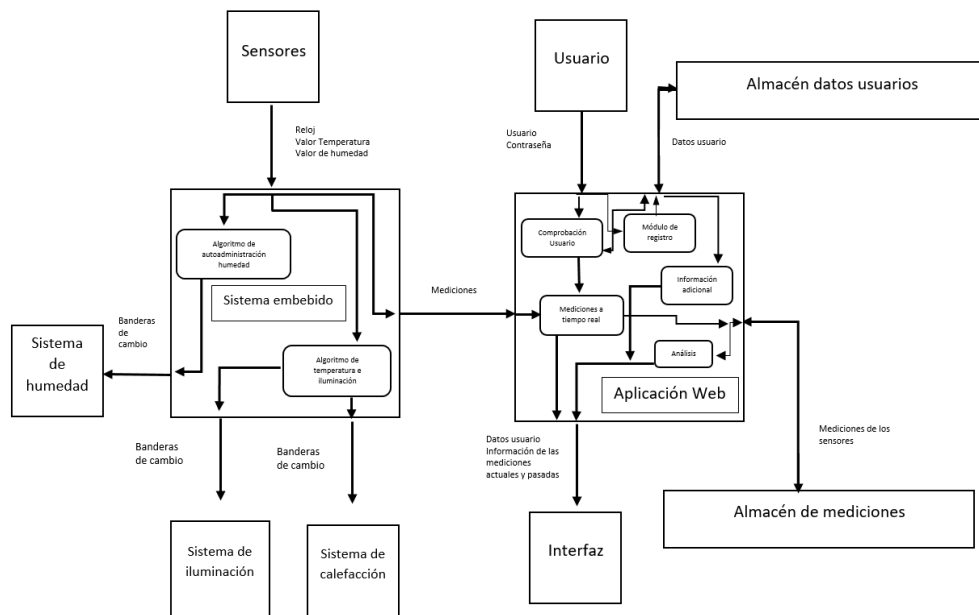 Sensores
Usuario
Almacén datos usuarios
Reloj
Valor Temperatura
Valor de humedad
Usuario
Contraseña
Datos usuario
Algoritmo de
autoadministración
humedad
Comprobación
Usuario
Módulo de
registro
Sistema embebido
Mediciones
Información
adicional
Mediciones a
tiempo real
Banderas
de
cambio
Sistema
de
humedad
Algoritmo de
temperatura e
iluminación
Análisis
Aplicación Web
Banderas
de cambio
Banderas
de cambio
Datos usuario
Información de las
mediciones
actuales y pasadas
Mediciones de los
sensores
Almacén de mediciones
Sistema de
iluminación
Sistema de
calefacción
Interfaz